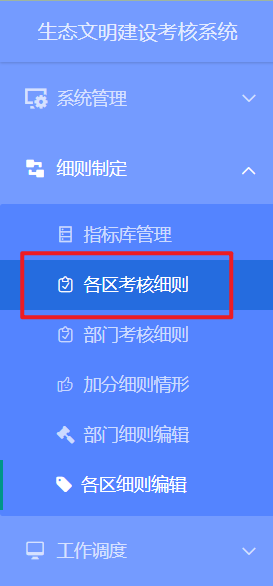 生态文明建设考核系统
系统管理
细则制定
指标库管理
各区考核细则
部门考核细则
加分细则情形
部门细则编辑
各区细则编辑
工作调度